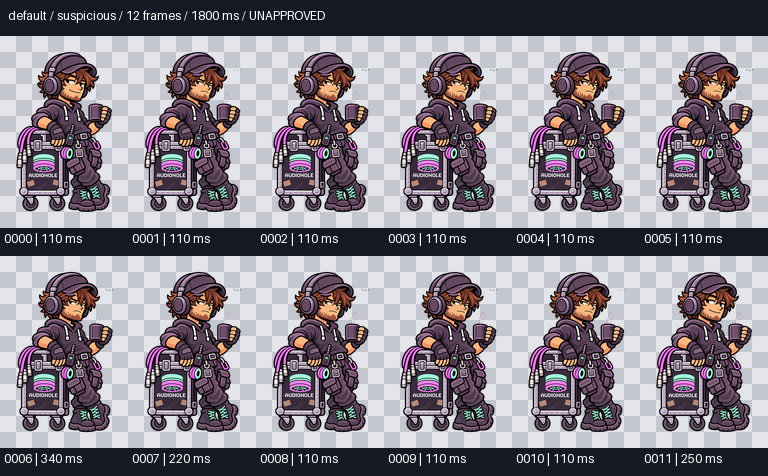 default / suspicious / 12 frames / 1800 ms / UNAPPROVED
AUDIOHOLE AUDIOHOLE AUDIOHOLE AUDIOHOLE AUDIOHOLE AUDIOHOLE
0000 | 110 ms 0001 | 110 ms 0002 | 110 ms 0003 | 110 ms 0004 | 110 ms 0005 | 110 ms
AUDIOHOLE AUDIOHOLE AUDIOHOLE AUDIOHOLE AUDIOHOLE AUDIOHOLE
0006 | 340 ms 0007 | 220 ms 0008 | 110 ms 0009 | 110 ms 0010 | 110 ms 0011 | 250 ms